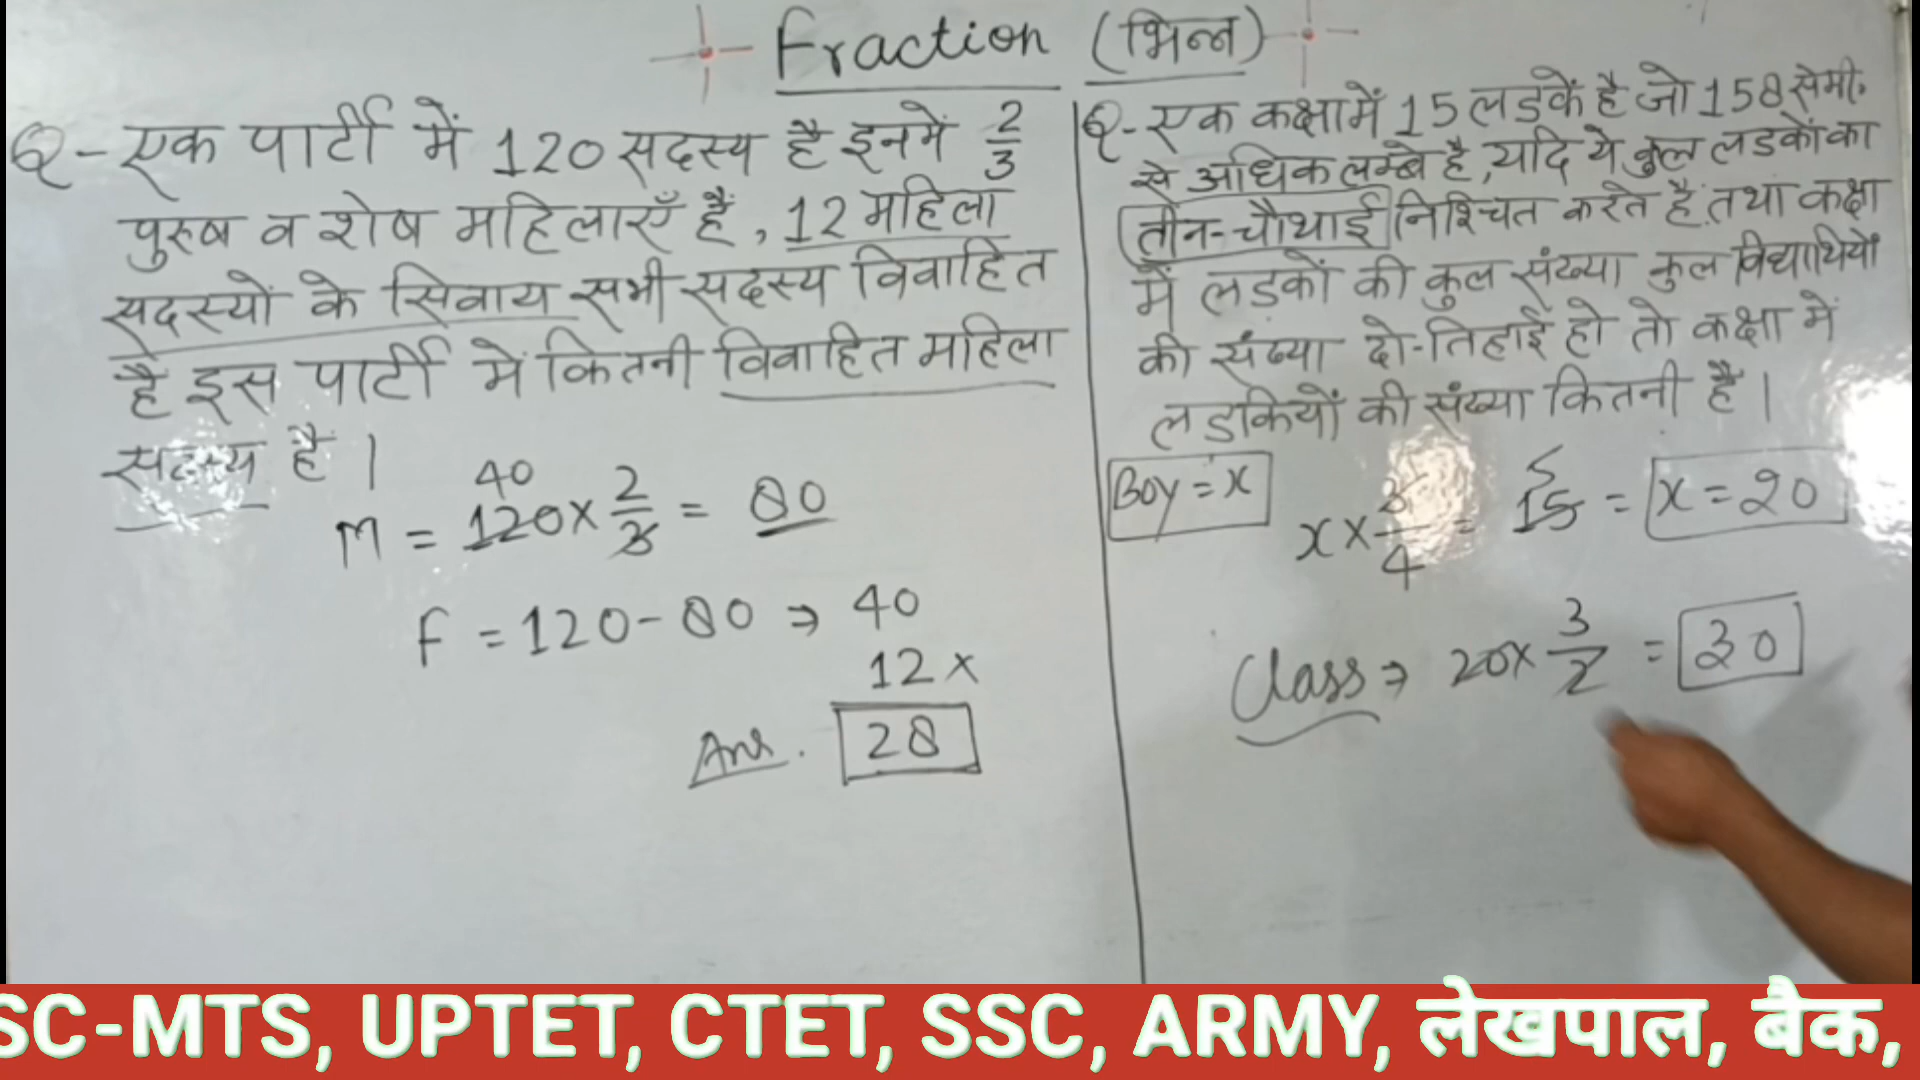 Fraction (भिन्न)
Q- एक पार्टी में 120 सदस्य है इनमें 2/3
पुरुष व शेष महिलाएँ हैं, 12 महिला
सदस्यों के सिवाय सभी सदस्य विवाहित
है इस पार्टी में कितनी विवाहित महिला
सदस्य है।
40
M = 120 × 2/3 = 80
F = 120 - 80 ⇒ 40
12 ×
Ans. 28
Q- एक कक्षा में 15 लडकें है जो 158 सेमी.
से अधिक लम्बे है, यदि ये कुल लडकों का
तीन-चौथाई निश्चित करते है तथा कक्षा
में लड़कों की कुल संख्या कुल विद्यार्थियों
की संख्या दो-तिहाई हो तो कक्षा में
लडकियों की संख्या कितनी है।
5
Boy = x x × 3/4 = 15 = x = 20
Class ⇒ 20 × 3/2 = 30
SC-MTS, UPTET, CTET, SSC, ARMY, लेखपाल, बैंक,